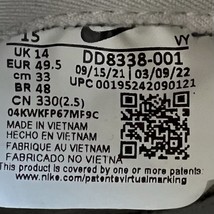 15 VY
UK 14 DD8338-001
EUR 49.5 09/15/21 03/09/22
cm 33 UPC 00195242090121
BR 48
CN 330(2.5)
04KWKFP67MF9C
MADE IN VIETNAM
HECHO EN VIETNAM
FABRIQUE AU VIETNAM
FABRICADO NO VIETNA
This product is covered by one or more patents
www.nike.com/patentsvirtualmarking